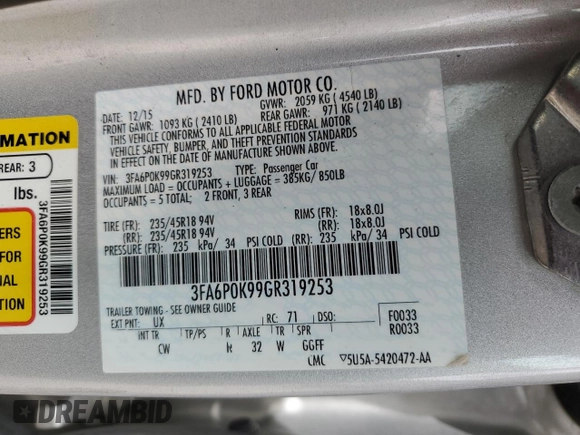 MFD. BY FORD MOTOR CO.
DATE: 12/15 GVWR: 2059 KG ( 4540 LB)
FRONT GAWR: 1093 KG ( 2410 LB) REAR GAWR: 971 KG ( 2140 LB)
THIS VEHICLE CONFORMS TO ALL APPLICABLE FEDERAL MOTOR
VEHICLE SAFETY, BUMPER, AND THEFT PREVENTION STANDARDS
IN EFFECT ON THE DATE OF MANUFACTURE SHOWN ABOVE.
VIN: 3FA6P0K99GR319253 TYPE: Passenger Car
MAXIMUM LOAD = OCCUPANTS + LUGGAGE = 385KG/ 850LB
OCCUPANTS = 5 TOTAL: 2 FRONT, 3 REAR
TIRE (FR): 235/45R18 94V RIMS (FR): 18x8.0J
(RR): 235/45R18 94V (RR): 18x8.0J
PRESSURE (FR): 235 kPa/ 34 PSI COLD (RR): 235 kPa/ 34 PSI COLD
3FA6P0K99GR319253
TRAILER TOWING - SEE OWNER GUIDE
EXT PNT: UX RC: 71 DSO: F0033
R0033
INT TR TP/PS R AXLE TR SPR
CW R 32 W GGFF
CMC ▽5U5A-5420472-AA
RMATION
REAR: 3
lbs.
ERS
FOR
NAL
TION
3FA6P0K99GR319253
DREAMBID